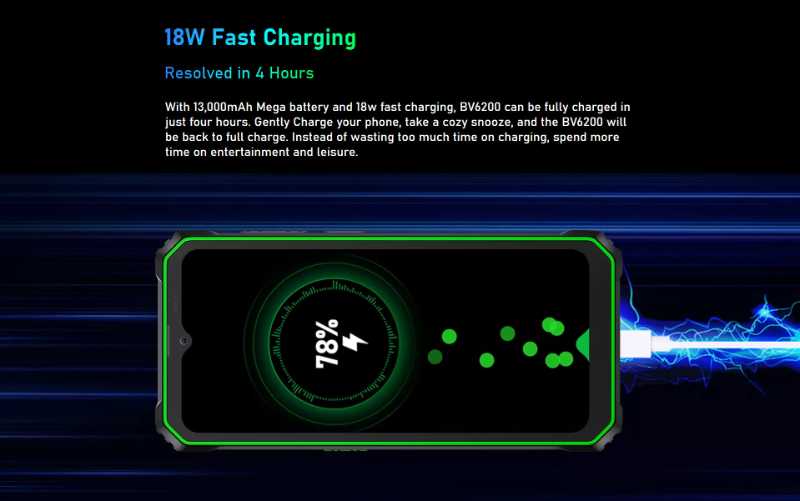 18W Fast Charging
Resolved in 4 Hours
With 13,000mAh Mega battery and 18w fast charging, BV6200 can be fully charged in
just four hours. Gently Charge your phone, take a cozy snooze, and the BV6200 will
be back to full charge. Instead of wasting too much time on charging, spend more
time on entertainment and leisure.
78%